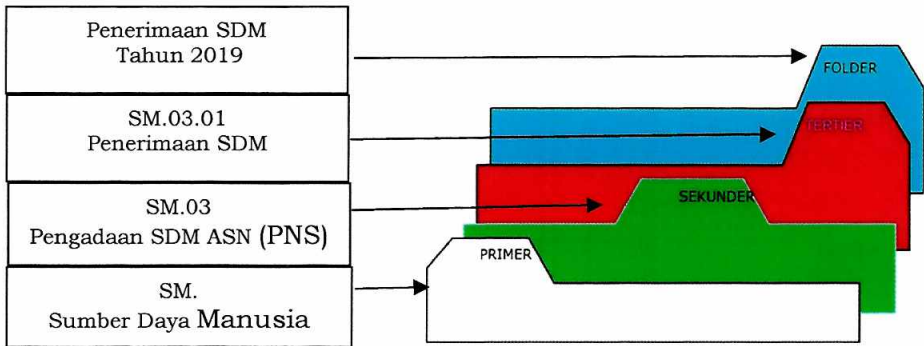 Penerimaan SDM
Tahun 2019
FOLDER
SM.03.01
Penerimaan SDM
TERTIER
SM.03
Pengadaan SDM ASN (PNS)
SEKUNDER
PRIMER
SM.
Sumber Daya Manusia